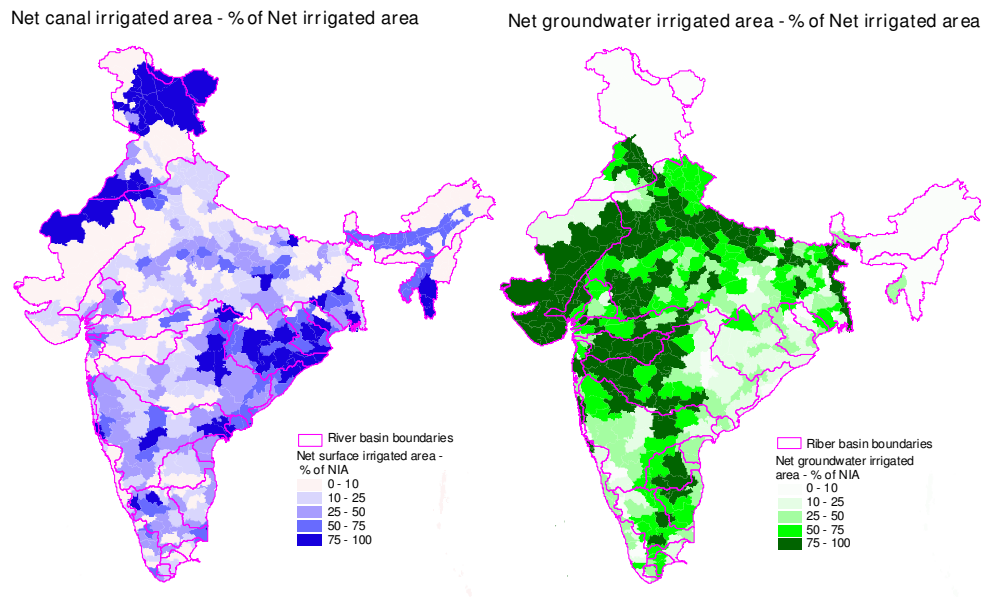 Net canal irrigated area - % of Net irrigated area
Net groundwater irrigated area - % of Net irrigated area
River basin boundaries
Net surface irrigated area -
% of NIA
0 - 10
10 - 25
25 - 50
50 - 75
75 - 100
Riber basin boundaries
Net groundwater irrigated
area - % of NIA
0 - 10
10 - 25
25 - 50
50 - 75
75 - 100